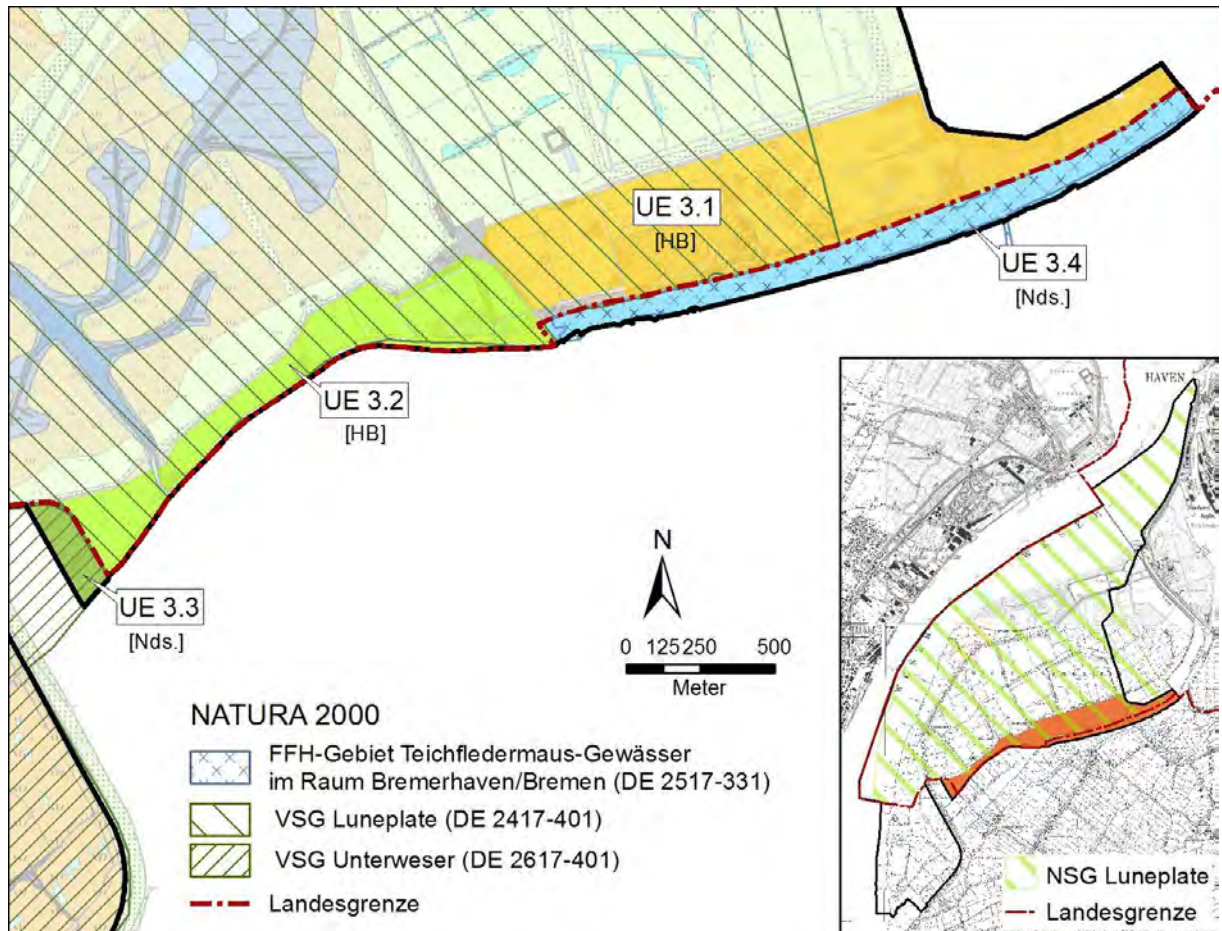 UE 3.1
[HB]
UE 3.4
[Nds.]
UE 3.2
[HB]
UE 3.3
[Nds.]
N
0 125 250 500
Meter
NATURA 2000
FFH-Gebiet Teichfledermaus-Gewässer
im Raum Bremerhaven/Bremen (DE 2517-331)
VSG Luneplate (DE 2417-401)
VSG Unterweser (DE 2617-401)
Landesgrenze
HAVEN
NSG Luneplate
Landesgrenze